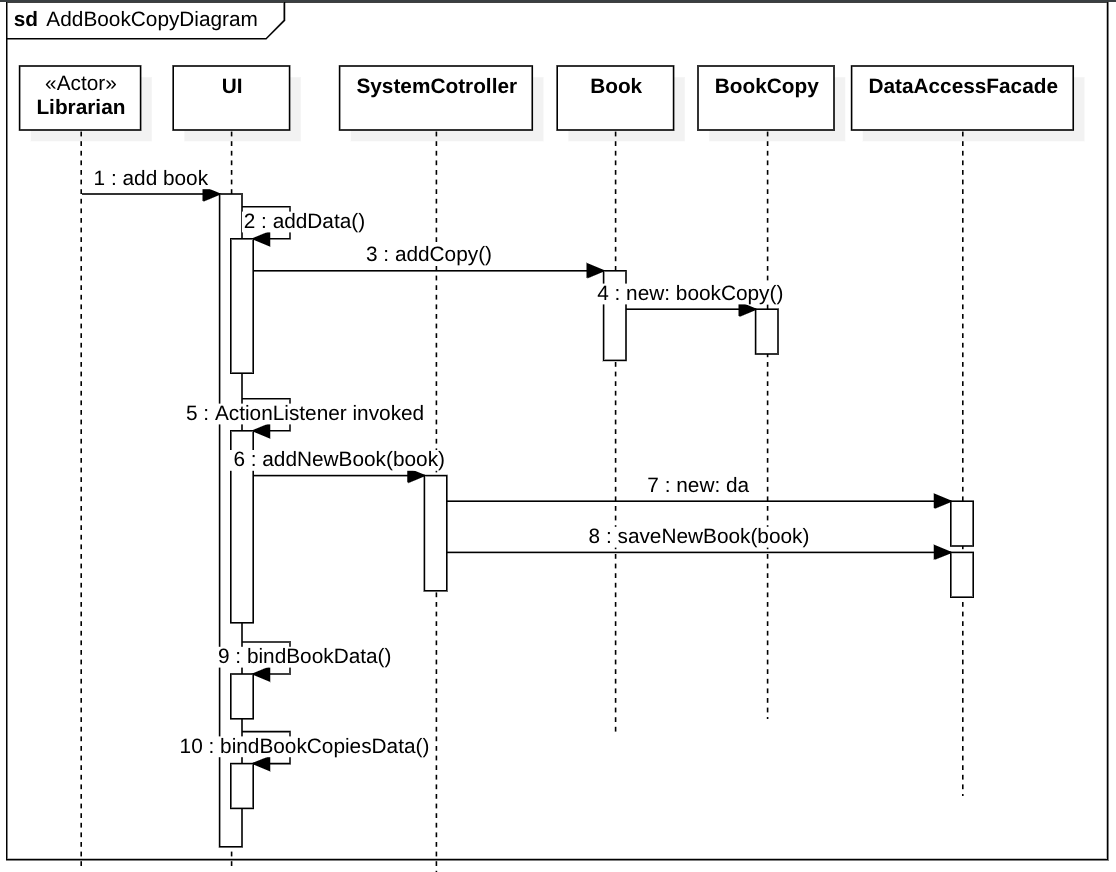 sd AddBookCopyDiagram
«Actor»
Librarian
UI
SystemCotroller
Book
BookCopy
DataAccessFacade
1 : add book
2 : addData()
3 : addCopy()
4 : new: bookCopy()
5 : ActionListener invoked
6 : addNewBook(book)
7 : new: da
8 : saveNewBook(book)
9 : bindBookData()
10 : bindBookCopiesData()